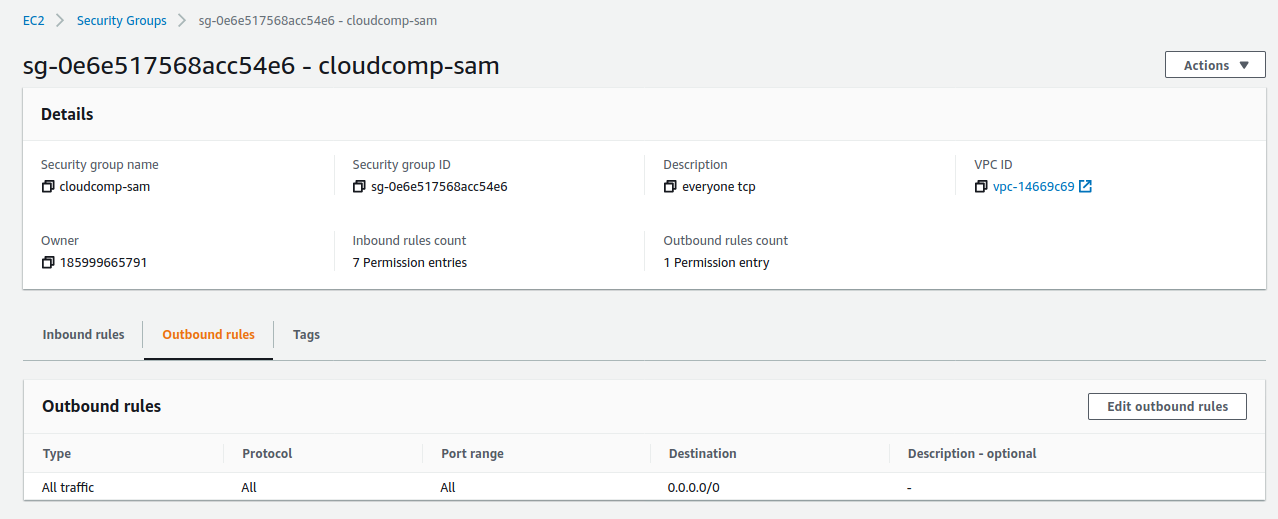 EC2 > Security Groups > sg-0e6e517568acc54e6 - cloudcomp-sam
sg-0e6e517568acc54e6 - cloudcomp-sam
Actions ▼
Details
Security group name
cloudcomp-sam
Security group ID
sg-0e6e517568acc54e6
Description
everyone tcp
VPC ID
vpc-14669c69
Owner
185999665791
Inbound rules count
7 Permission entries
Outbound rules count
1 Permission entry
Inbound rules Outbound rules Tags
Outbound rules
Edit outbound rules
Type Protocol Port range Destination Description - optional
All traffic All All 0.0.0.0/0 -